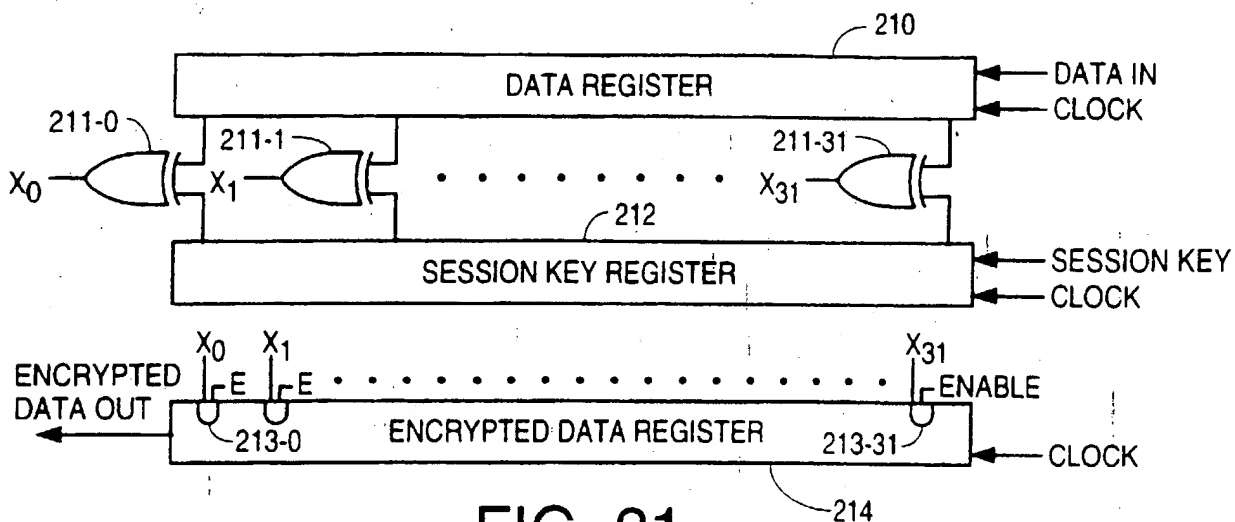 210
DATA REGISTER
DATA IN
CLOCK
211-0
211-1
211-31
X0
X1
X31
212
SESSION KEY REGISTER
SESSION KEY
CLOCK
X0
X1
X31
ENCRYPTED
DATA OUT
E
E
ENABLE
213-0
ENCRYPTED DATA REGISTER
213-31
CLOCK
214